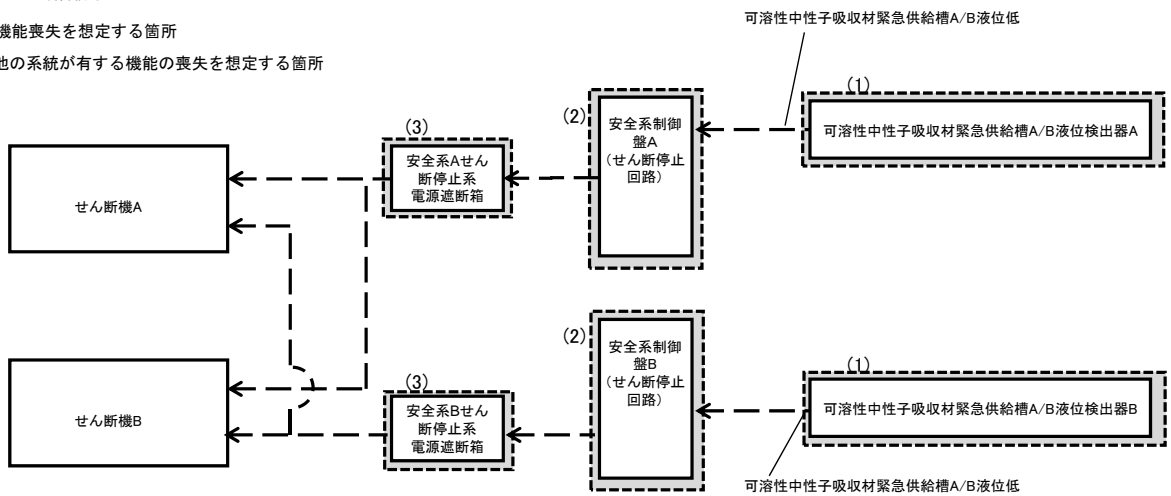 機能喪失を想定する箇所
他の系統が有する機能の喪失を想定する箇所
可溶性中性子吸収材緊急供給槽A/B液位低
(1)
可溶性中性子吸収材緊急供給槽A/B液位検出器A
(2)
安全系制御
盤A
(せん断停止
回路)
(3)
安全系Aせん
断停止系
電源遮断箱
せん断機A
(1)
可溶性中性子吸収材緊急供給槽A/B液位検出器B
(2)
安全系制御
盤B
(せん断停止
回路)
(3)
安全系Bせん
断停止系
電源遮断箱
せん断機B
可溶性中性子吸収材緊急供給槽A/B液位低